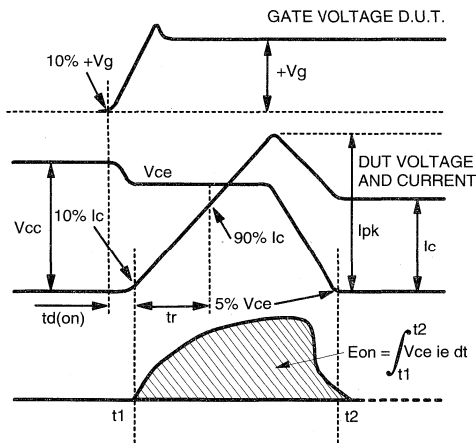 GATE VOLTAGE D.U.T.
10% +Vg
+Vg
Vce
DUT VOLTAGE
AND CURRENT
10% Ic
Vcc
90% Ic
Ipk
Ic
td(on)
tr
5% Vce
Eon = ∫ Vce ie dt
t2
t1
t1
t2